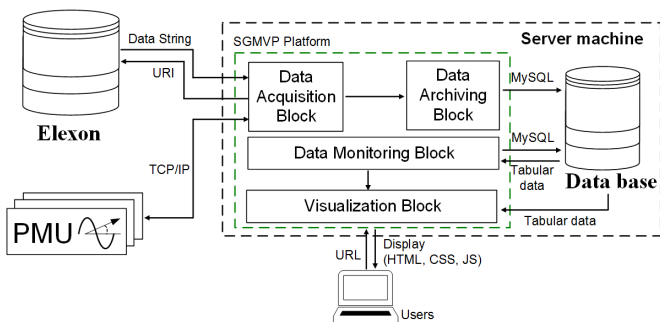 Data String
URI
Elexon
TCP/IP
PMU
SGMVP Platform
Server machine
Data
Acquisition
Block
Data
Archiving
Block
MySQL
Data Monitoring Block
MySQL
Tabular
data
Data base
Visualization Block
Tabular data
URL
Display
(HTML, CSS, JS)
Users